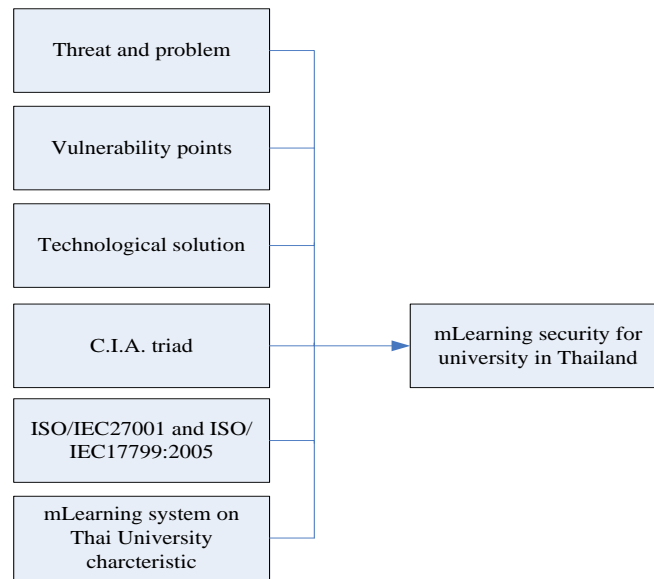 Threat and problem
Vulnerability points
Technological solution
C.I.A. triad
mLearning security for
university in Thailand
ISO/IEC27001 and ISO/
IEC17799:2005
mLearning system on
Thai University
charcteristic